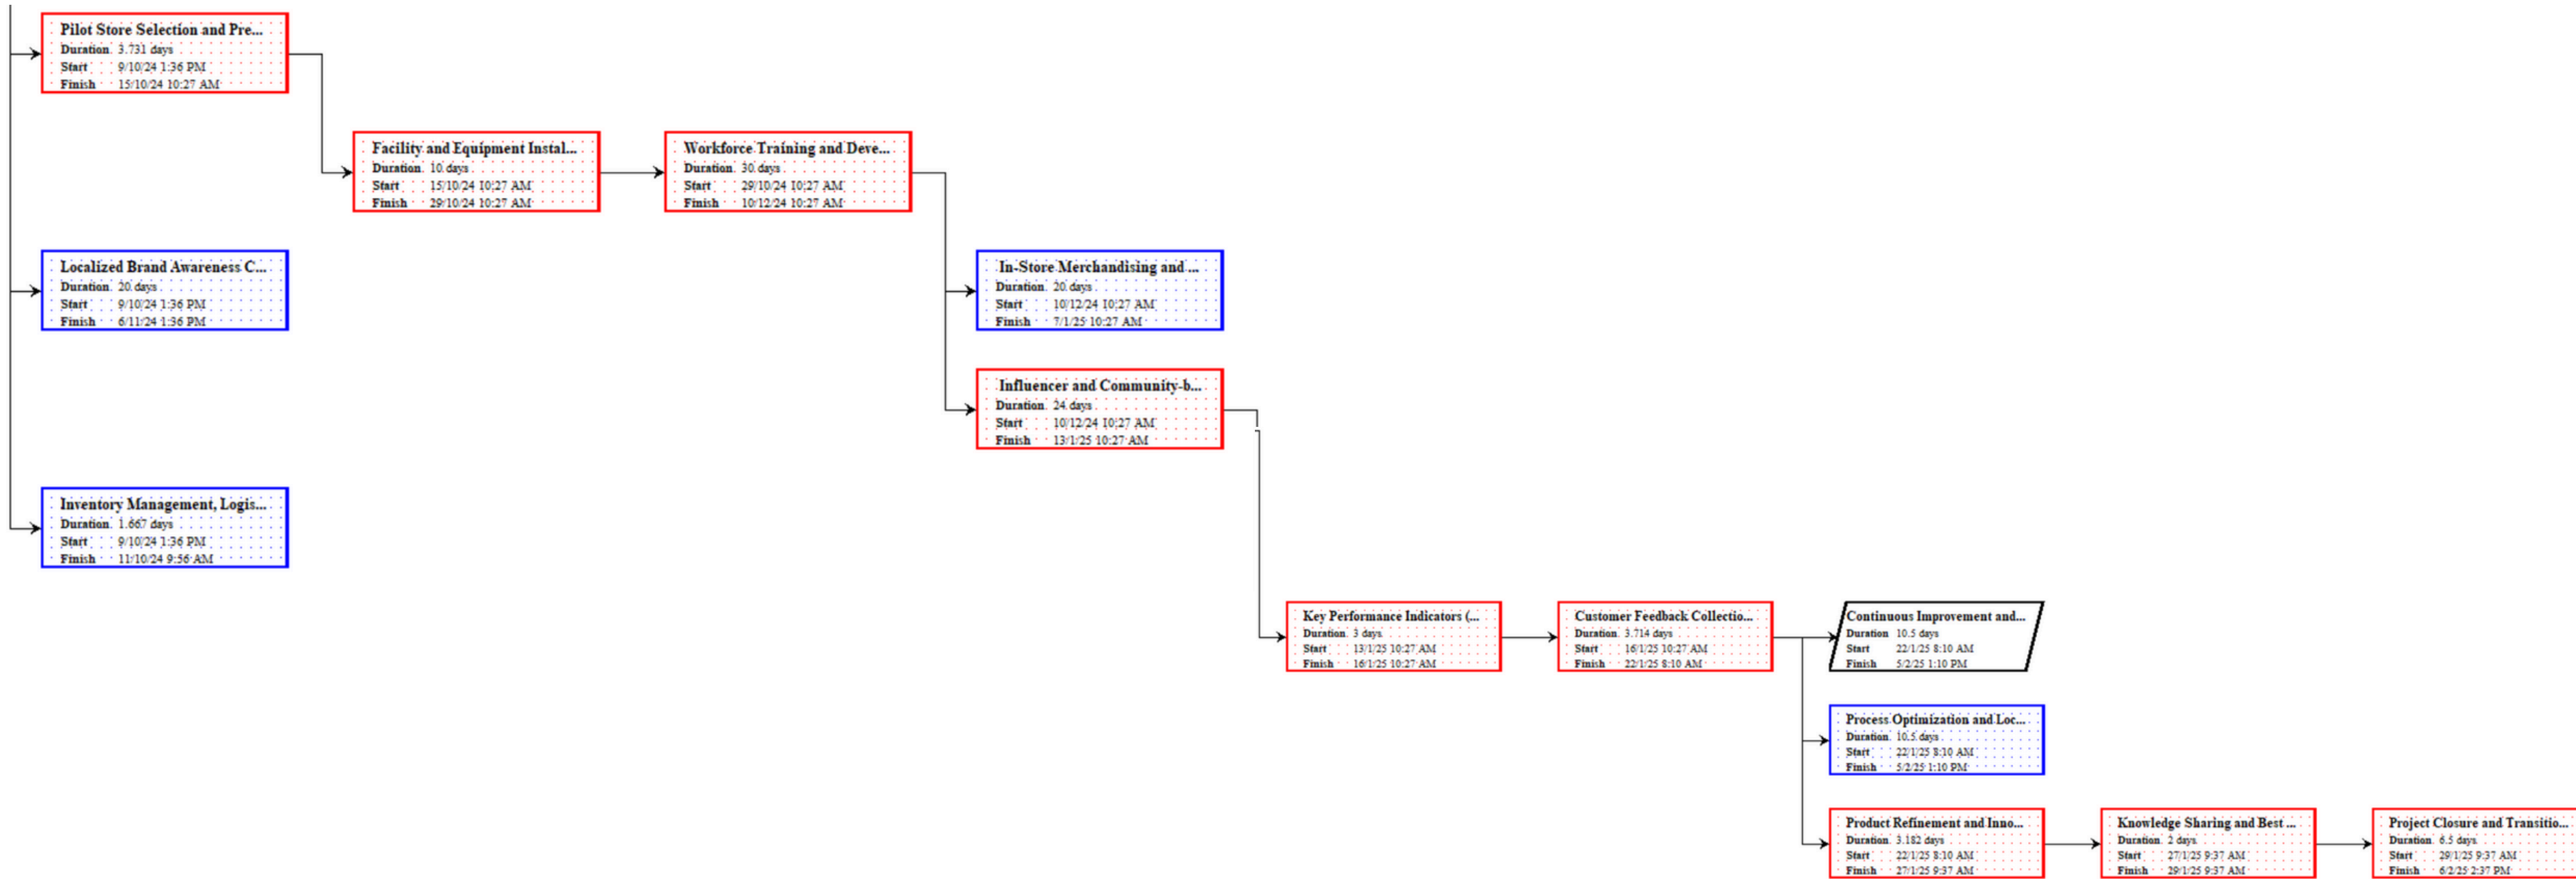 Pilot Store Selection and Pre...
Duration 3.731 days
Start 9/10/24 1:36 PM
Finish 15/10/24 10:27 AM
Facility and Equipment Instal...
Duration 10 days
Start 15/10/24 10:27 AM
Finish 29/10/24 10:27 AM
Workforce Training and Deve...
Duration 30 days
Start 29/10/24 10:27 AM
Finish 10/12/24 10:27 AM
Localized Brand Awareness C...
Duration 20 days
Start 9/10/24 1:36 PM
Finish 6/11/24 1:36 PM
In-Store Merchandising and ...
Duration 20 days
Start 10/12/24 10:27 AM
Finish 7/1/25 10:27 AM
Influencer and Community-b...
Duration 24 days
Start 10/12/24 10:27 AM
Finish 13/1/25 10:27 AM
Inventory Management, Logis...
Duration 1.667 days
Start 9/10/24 1:36 PM
Finish 11/10/24 9:56 AM
Key Performance Indicators (...
Duration 3 days
Start 13/1/25 10:27 AM
Finish 16/1/25 10:27 AM
Customer Feedback Collectio...
Duration 3.714 days
Start 16/1/25 10:27 AM
Finish 22/1/25 8:10 AM
Continuous Improvement and...
Duration 10.5 days
Start 22/1/25 8:10 AM
Finish 5/2/25 1:10 PM
Process Optimization and Loc...
Duration 10.5 days
Start 22/1/25 8:10 AM
Finish 5/2/25 1:10 PM
Product Refinement and Inno...
Duration 3.182 days
Start 22/1/25 8:10 AM
Finish 27/1/25 9:37 AM
Knowledge Sharing and Best ...
Duration 2 days
Start 27/1/25 9:37 AM
Finish 29/1/25 9:37 AM
Project Closure and Transitio...
Duration 6.5 days
Start 29/1/25 9:37 AM
Finish 6/2/25 2:37 PM